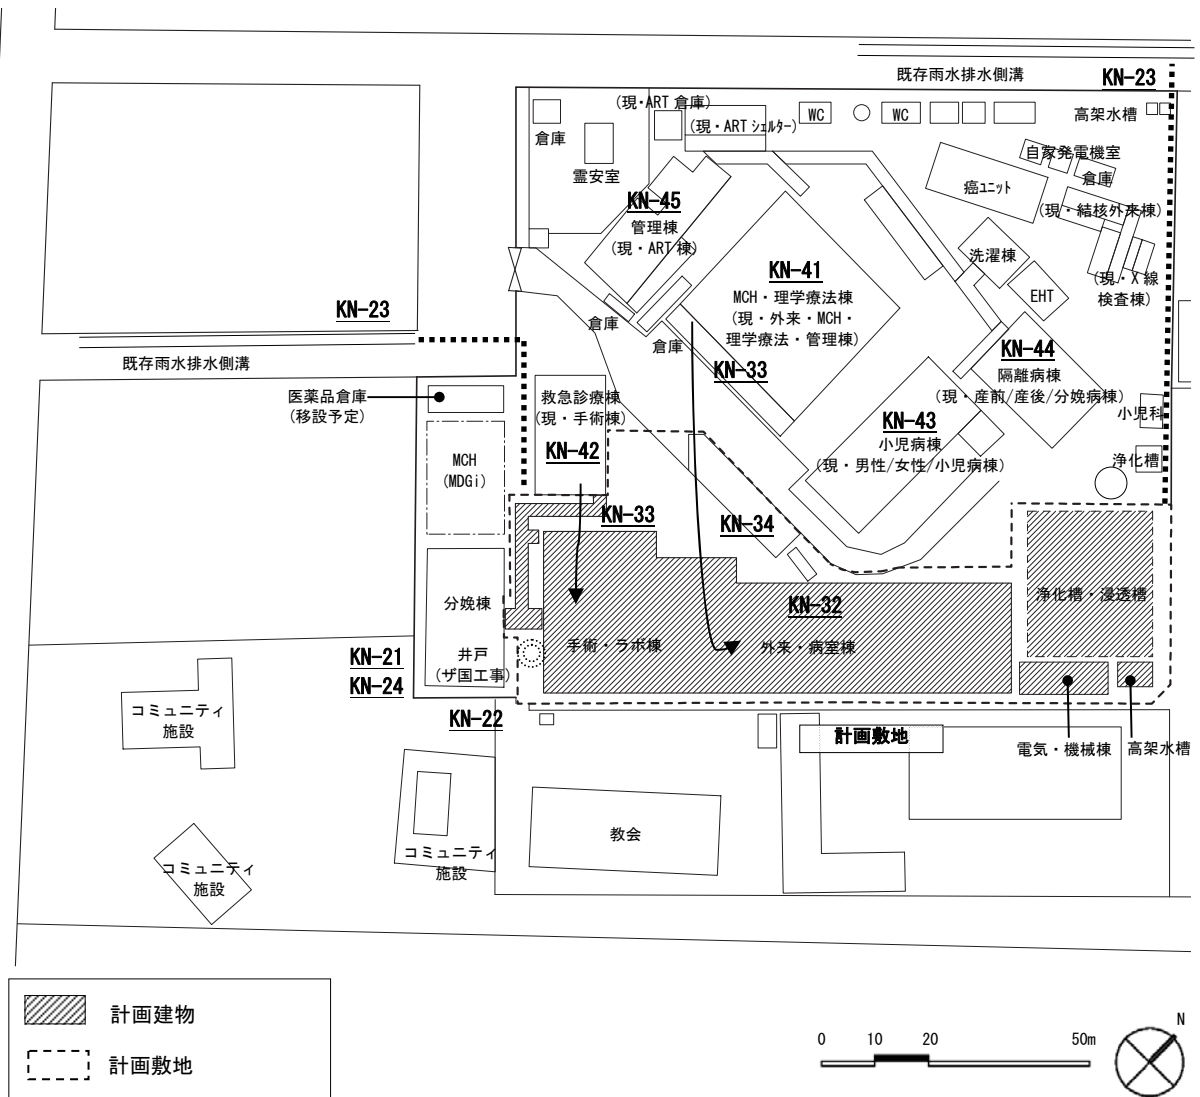 既存雨水排水側溝
KN-23
(現・ART 倉庫)
倉庫
(現・ART シェルター)
WC
WC
高架水槽
霊安室
自家発電機室
倉庫
癌ユニット
(現・結核外来棟)
KN-45
管理棟
(現・ART 棟)
洗濯棟
KN-41
MCH・理学療法棟
(現・外来・MCH・
理学療法・管理棟)
EHT
(現・X 線
検査棟)
KN-23
既存雨水排水側溝
倉庫
倉庫
KN-33
KN-44
隔離病棟
(現・産前/産後/分娩病棟)
医薬品倉庫
(移設予定)
救急診療棟
(現・手術棟)
KN-42
KN-43
小児病棟
(現・男性/女性/小児病棟)
小児科
浄化槽
MCH
(MDGi)
KN-33
KN-34
分娩棟
井戸
(ザ国工事)
KN-32
手術・ラボ棟
外来・病室棟
浄化槽・浸透槽
KN-21
KN-24
KN-22
コミュニティ
施設
計画敷地
電気・機械棟
高架水槽
教会
コミュニティ
施設
コミュニティ
施設
計画建物
計画敷地
0 10 20 50m
N